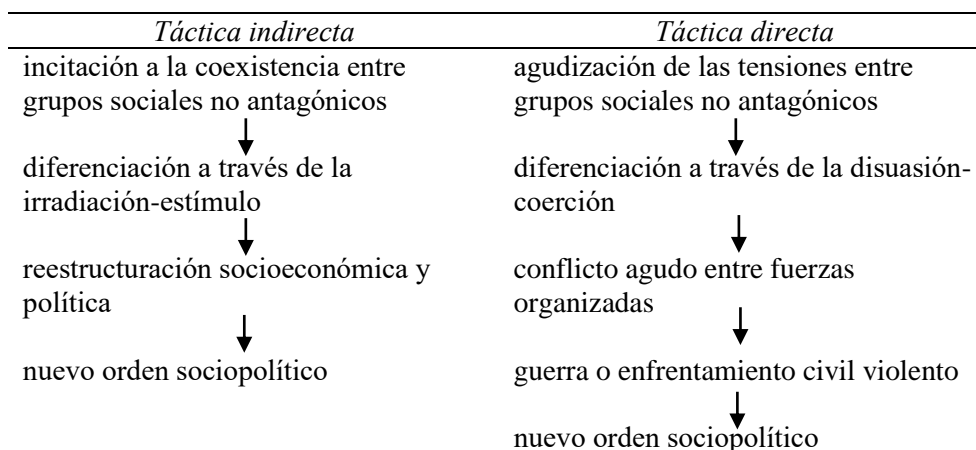 Táctica indirecta
Táctica directa
incitación a la coexistencia entre
grupos sociales no antagónicos
agudización de las tensiones entre
grupos sociales no antagónicos
diferenciación a través de la
irradiación-estímulo
diferenciación a través de la disuasión-
coerción
reestructuración socioeconómica y
política
conflicto agudo entre fuerzas
organizadas
nuevo orden sociopolítico
guerra o enfrentamiento civil violento
nuevo orden sociopolítico